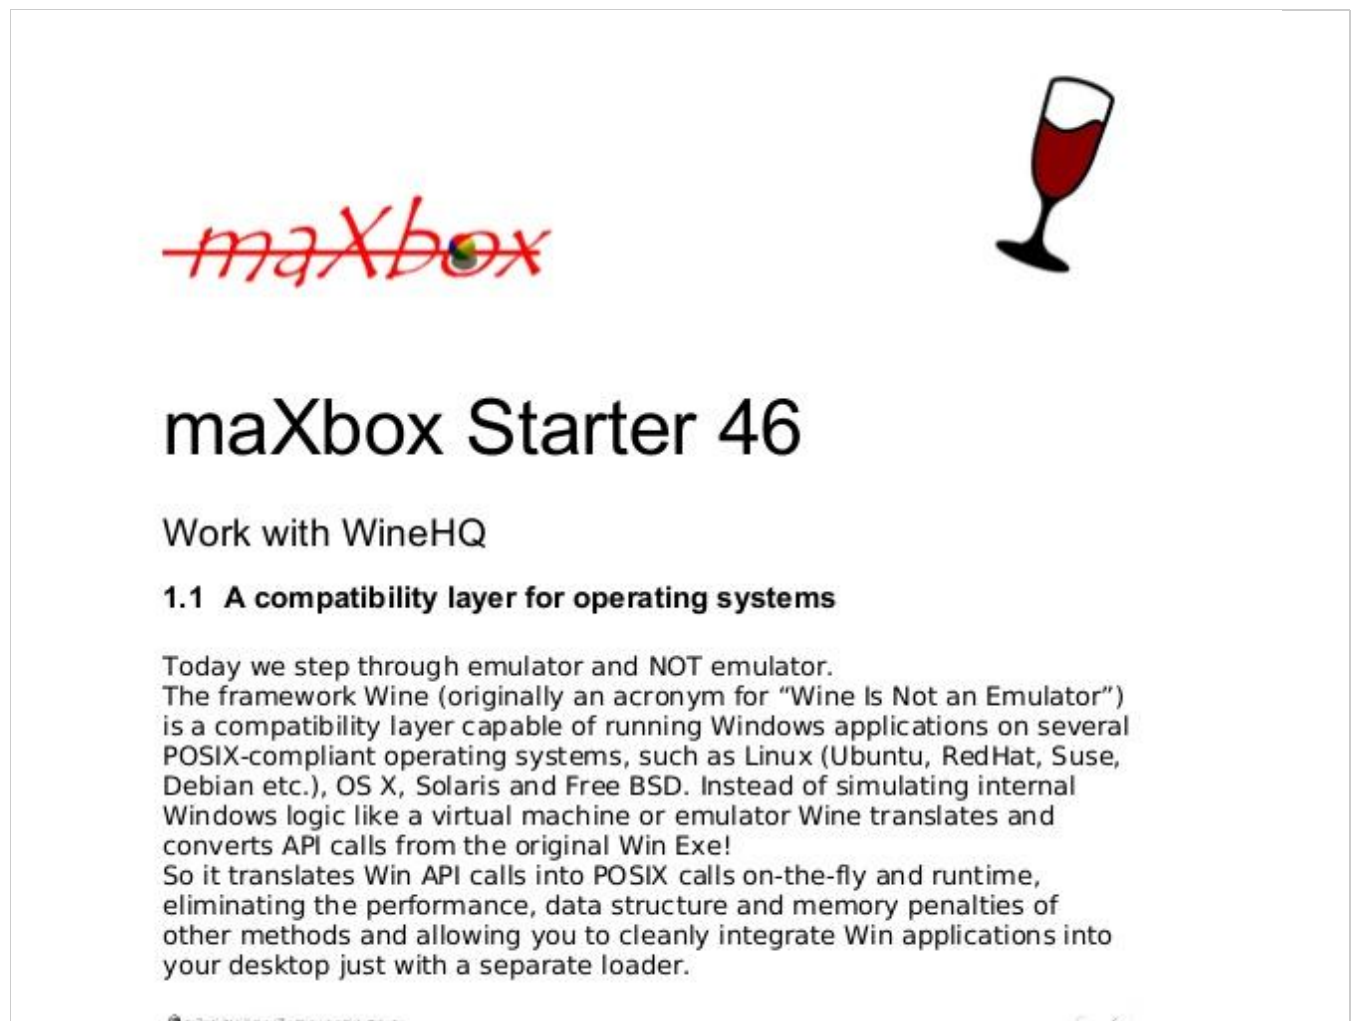 maXbox
maXbox Starter 46
Work with WineHQ
1.1 A compatibility layer for operating systems
Today we step through emulator and NOT emulator.
The framework Wine (originally an acronym for “Wine Is Not an Emulator”)
is a compatibility layer capable of running Windows applications on several
POSIX-compliant operating systems, such as Linux (Ubuntu, RedHat, Suse,
Debian etc.), OS X, Solaris and Free BSD. Instead of simulating internal
Windows logic like a virtual machine or emulator Wine translates and
converts API calls from the original Win Exe!
So it translates Win API calls into POSIX calls on-the-fly and runtime,
eliminating the performance, data structure and memory penalties of
other methods and allowing you to cleanly integrate Win applications into
your desktop just with a separate loader.